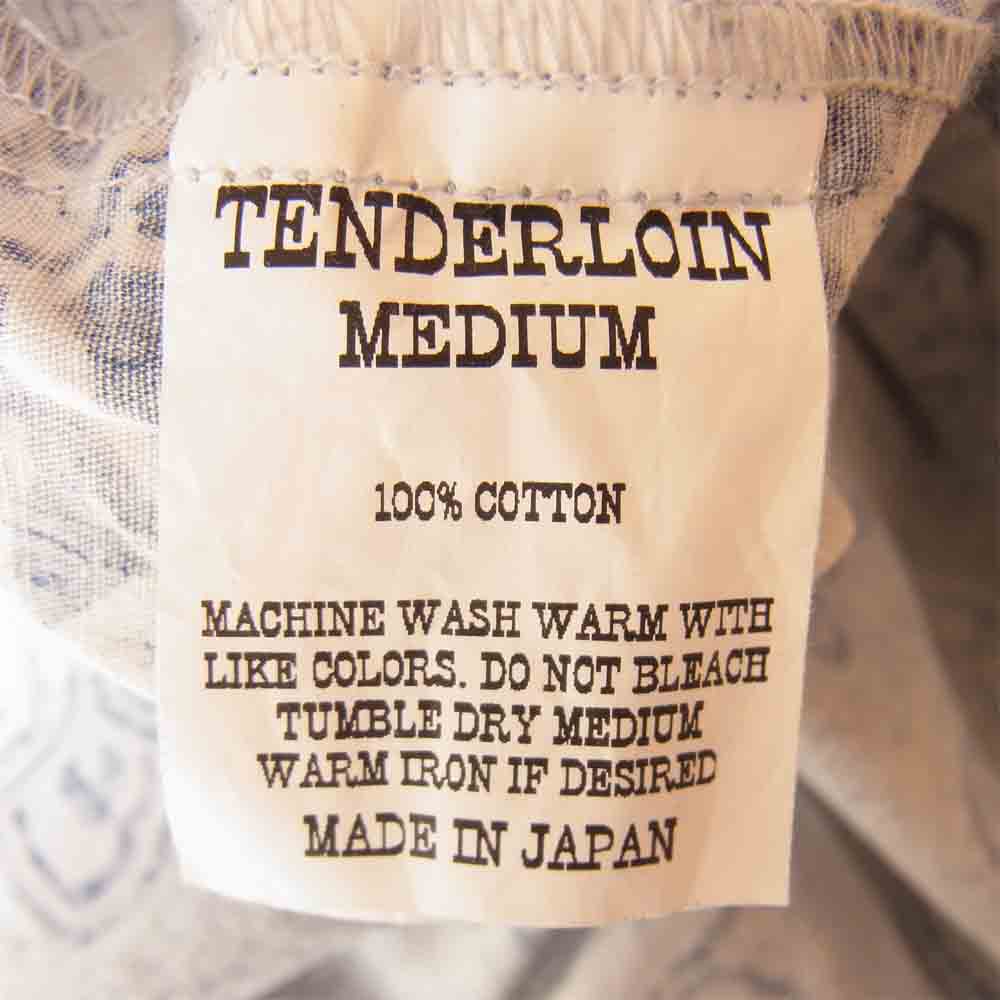 TENDERLOIN
MEDIUM
100% COTTON
MACHINE WASH WARM WITH
LIKE COLORS. DO NOT BLEACH
TUMBLE DRY MEDIUM
WARM IRON IF DESIRED
MADE IN JAPAN